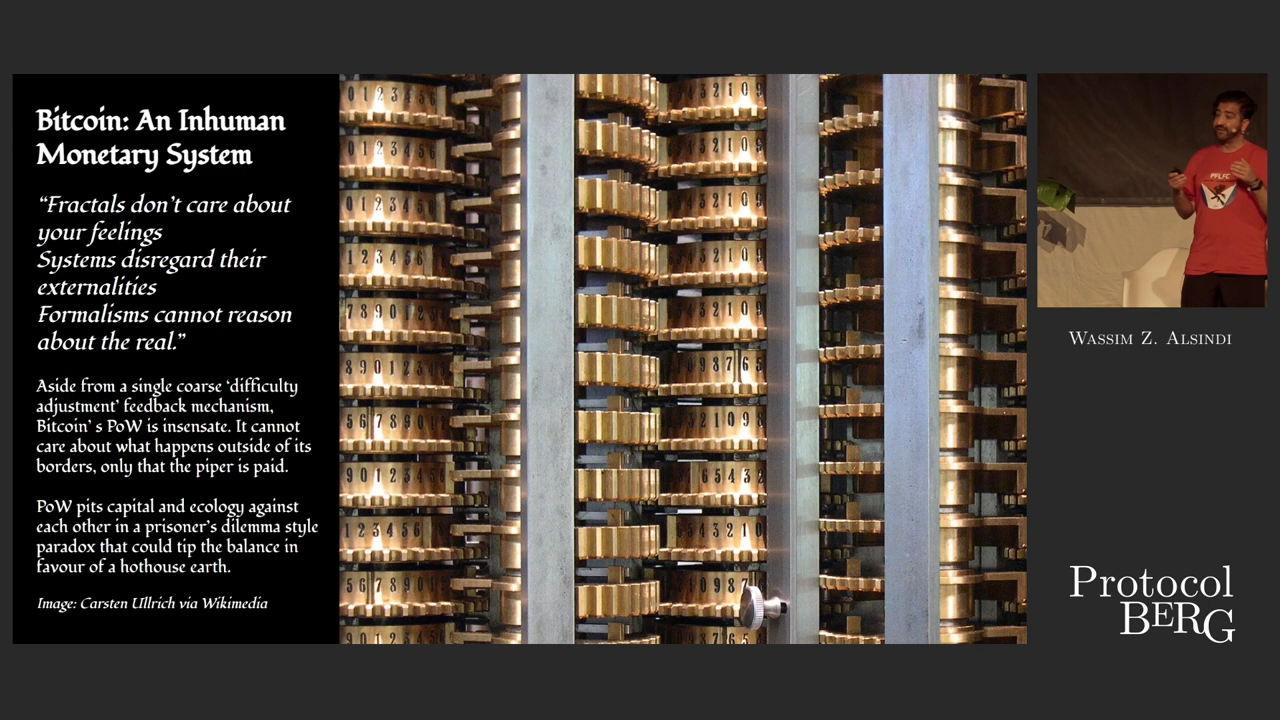 Bitcoin: An Inhuman
Monetary System
“Fractals don’t care about
your feelings
Systems disregard their
externalities
Formalisms cannot reason
about the real.”
Aside from a single coarse ‘difficulty
adjustment’ feedback mechanism,
Bitcoin’ s PoW is insensate. It cannot
care about what happens outside of its
borders, only that the piper is paid.
PoW pits capital and ecology against
each other in a prisoner’s dilemma style
paradox that could tip the balance in
favour of a hothouse earth.
Image: Carsten Ullrich via Wikimedia
PFLFC
Wassim Z. Alsindi
Protocol
BERG